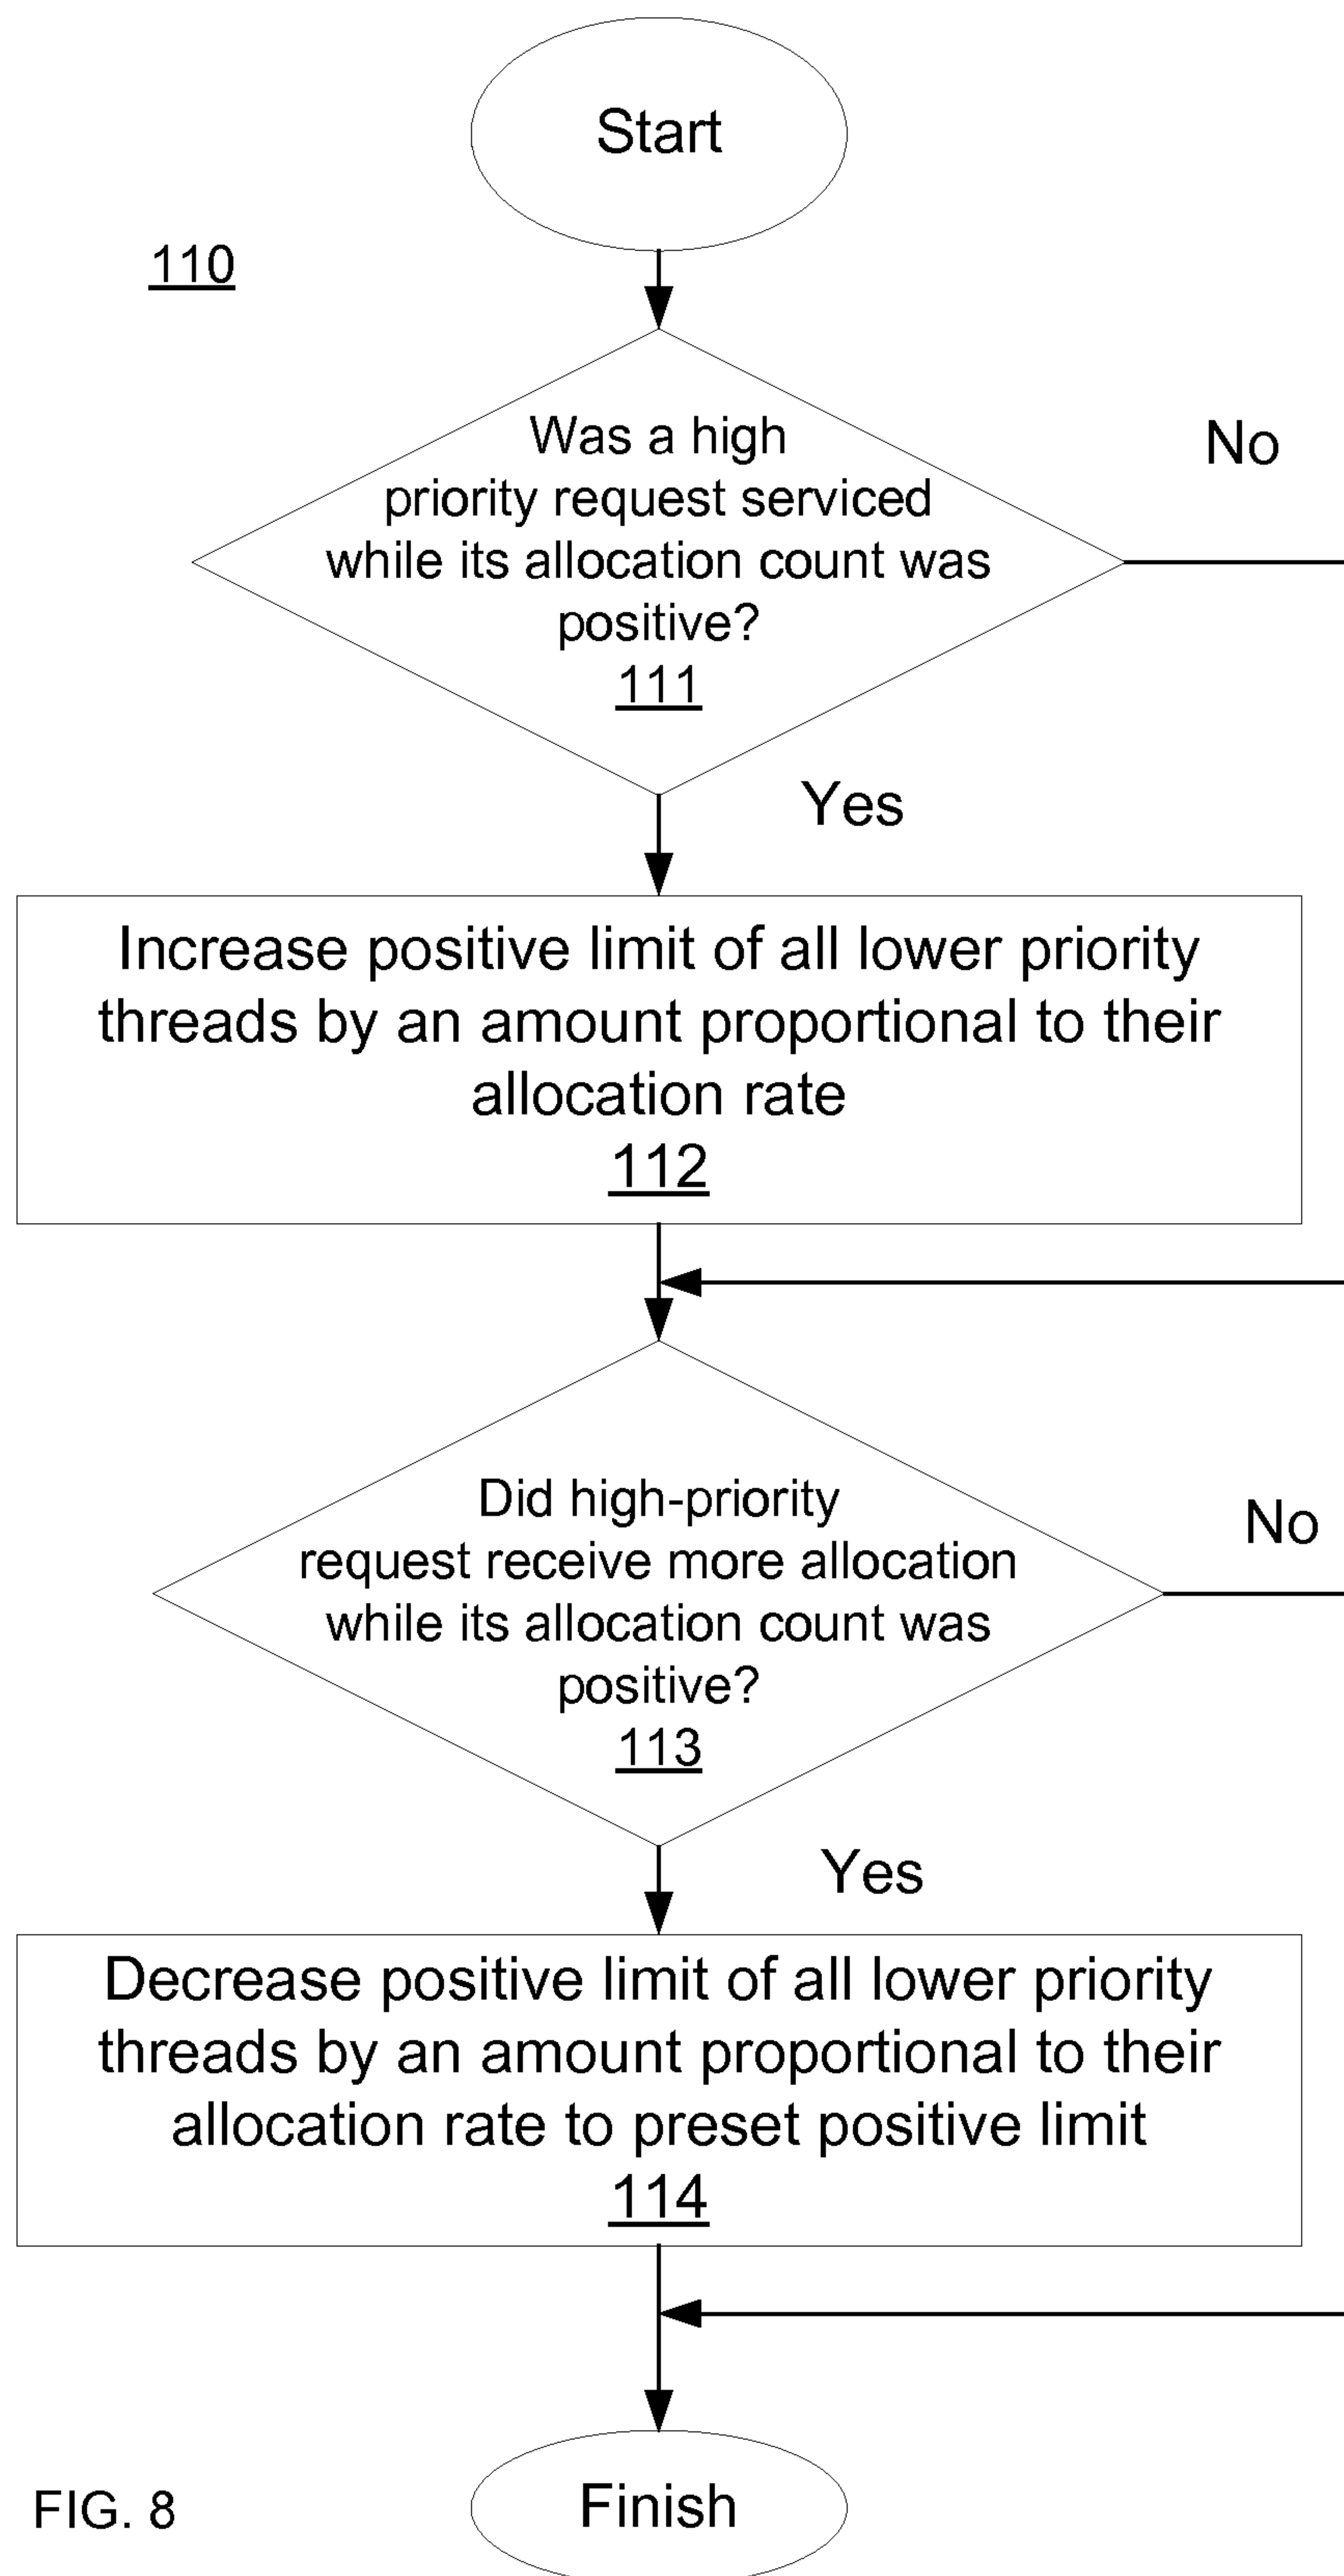 Start
110
Was a high
priority request serviced
while its allocation count was
positive?
111
No
Yes
Increase positive limit of all lower priority
threads by an amount proportional to their
allocation rate
112
Did high-priority
request receive more allocation
while its allocation count was
positive?
113
No
Yes
Decrease positive limit of all lower priority
threads by an amount proportional to their
allocation rate to preset positive limit
114
Finish
FIG. 8